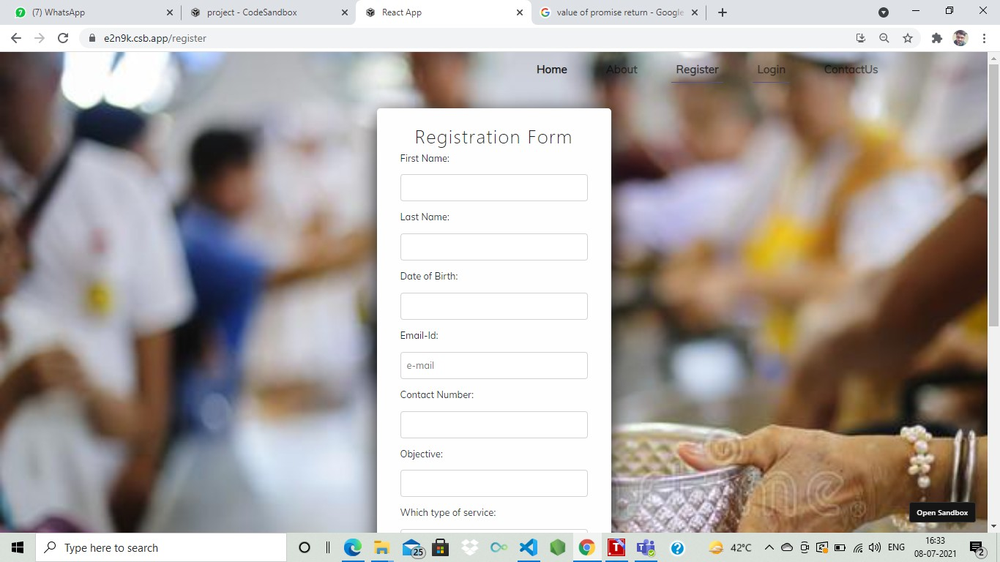 (7) WhatsApp
project - CodeSandbox
React App
value of promise return - Google
e2n9k.csb.app/register
Home About Register Login ContactUs
Registration Form
First Name:
Last Name:
Date of Birth:
Email-Id:
e-mail
Contact Number:
Objective:
Which type of service:
Open Sandbox
Type here to search
25
42°C
ENG
16:33
08-07-2021
2